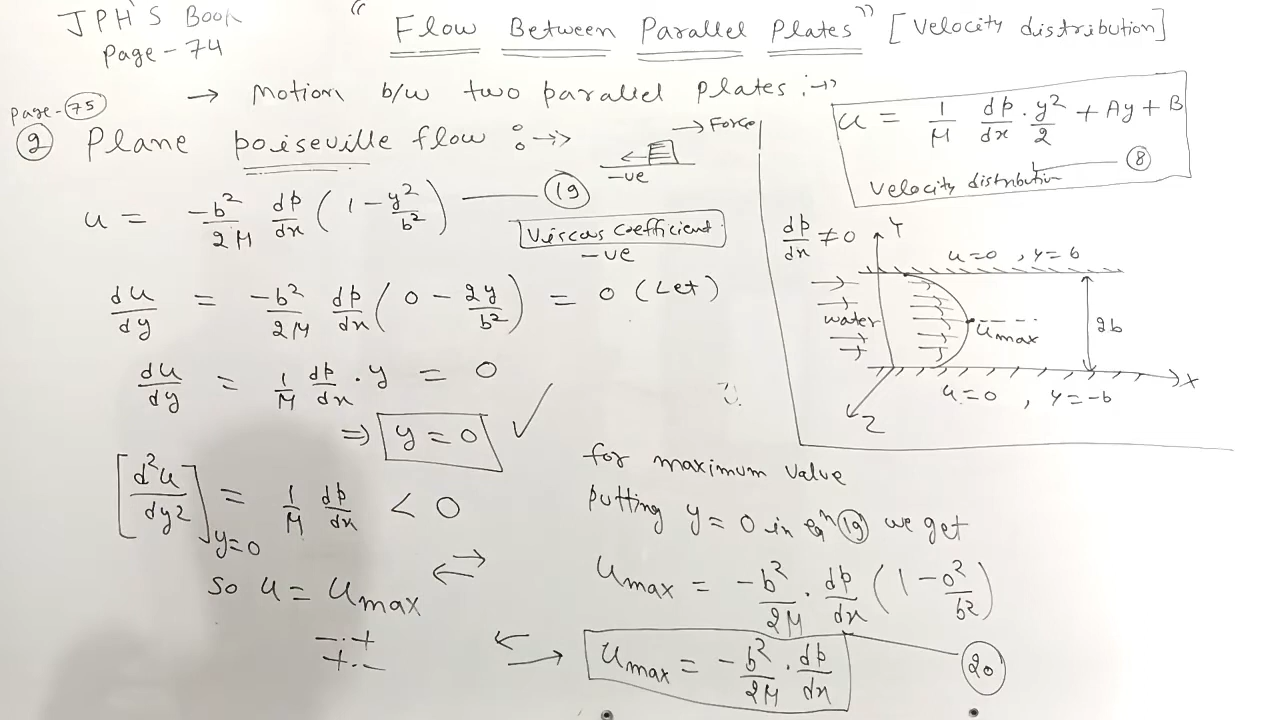 JPH'S Book
Page - 74
" Flow Between Parallel Plates " [Velocity distribution]
→ Motion b/w two parallel plates :→
Page - 75
② Plane poiseville flow :→
→ Force
←
-ve
u = -b²/2μ dp/dx (1 - y²/b²) — ⑲
Viscous coefficient
-ve
du/dy = -b²/2μ dp/dx (0 - 2y/b²) = 0 (Let)
du/dy = 1/μ dp/dx . y = 0
⇒ y = 0 ✓
[d²u/dy²]y=0 = 1/μ dp/dx < 0
so u = umax
- . +
+ . -
u = 1/μ dp/dx . y²/2 + Ay + B
— ⑧
Velocity distribution
dp/dx ≠ 0
Y
u=0 , y=b
water
umax
2b
X
u=0 , y=-b
Z
for maximum value
putting y = 0 in eqⁿ ⑲ we get
umax = -b²/2μ . dp/dx (1 - 0²/b²)
umax = -b²/2μ . dp/dx — ⑳